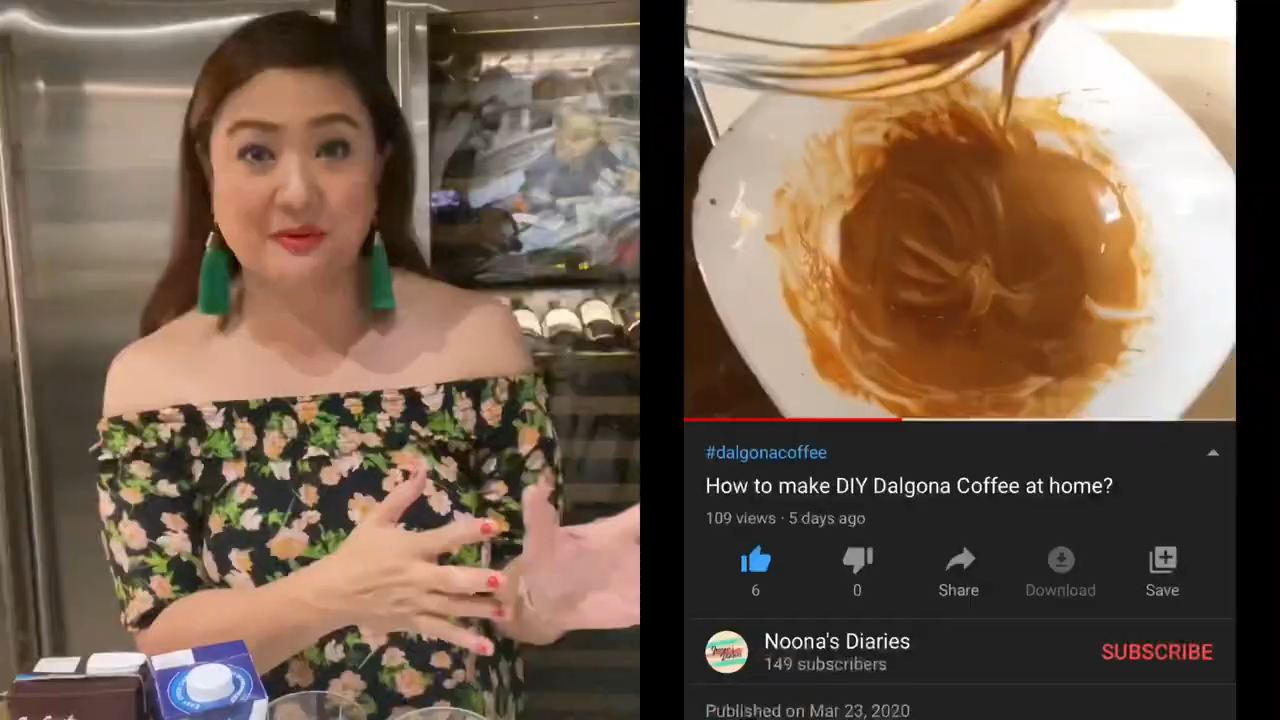 #dalgonacoffee
How to make DIY Dalgona Coffee at home?
109 views · 5 days ago
6
0
Share
Download
Save
Noona's Diaries
149 subscribers
SUBSCRIBE
Published on Mar 23, 2020